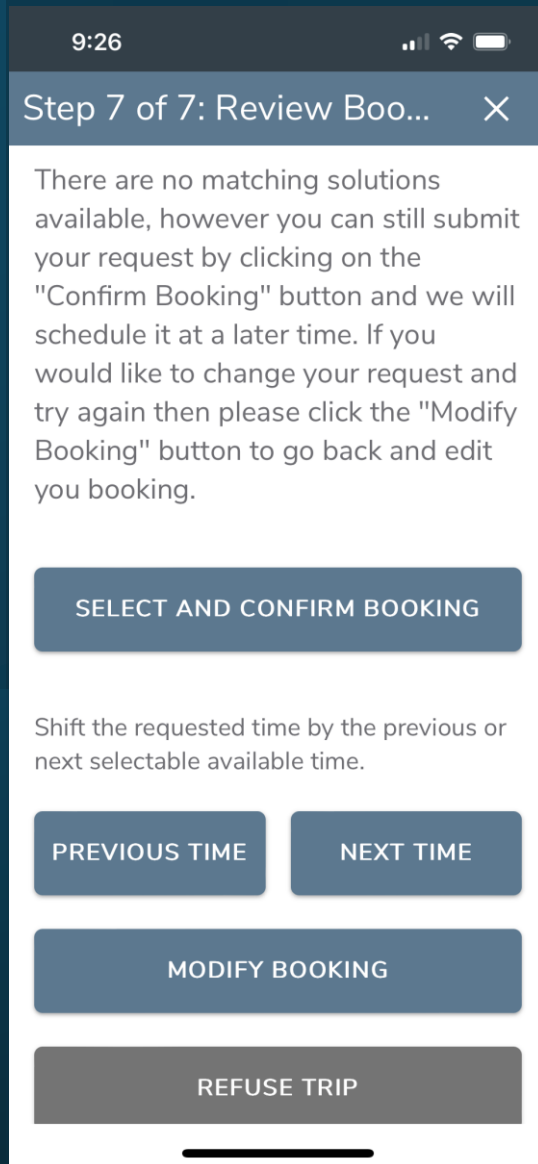 9:26
Step 7 of 7: Review Boo...
There are no matching solutions
available, however you can still submit
your request by clicking on the
"Confirm Booking" button and we will
schedule it at a later time. If you
would like to change your request and
try again then please click the "Modify
Booking" button to go back and edit
you booking.
SELECT AND CONFIRM BOOKING
Shift the requested time by the previous or
next selectable available time.
PREVIOUS TIME
NEXT TIME
MODIFY BOOKING
REFUSE TRIP